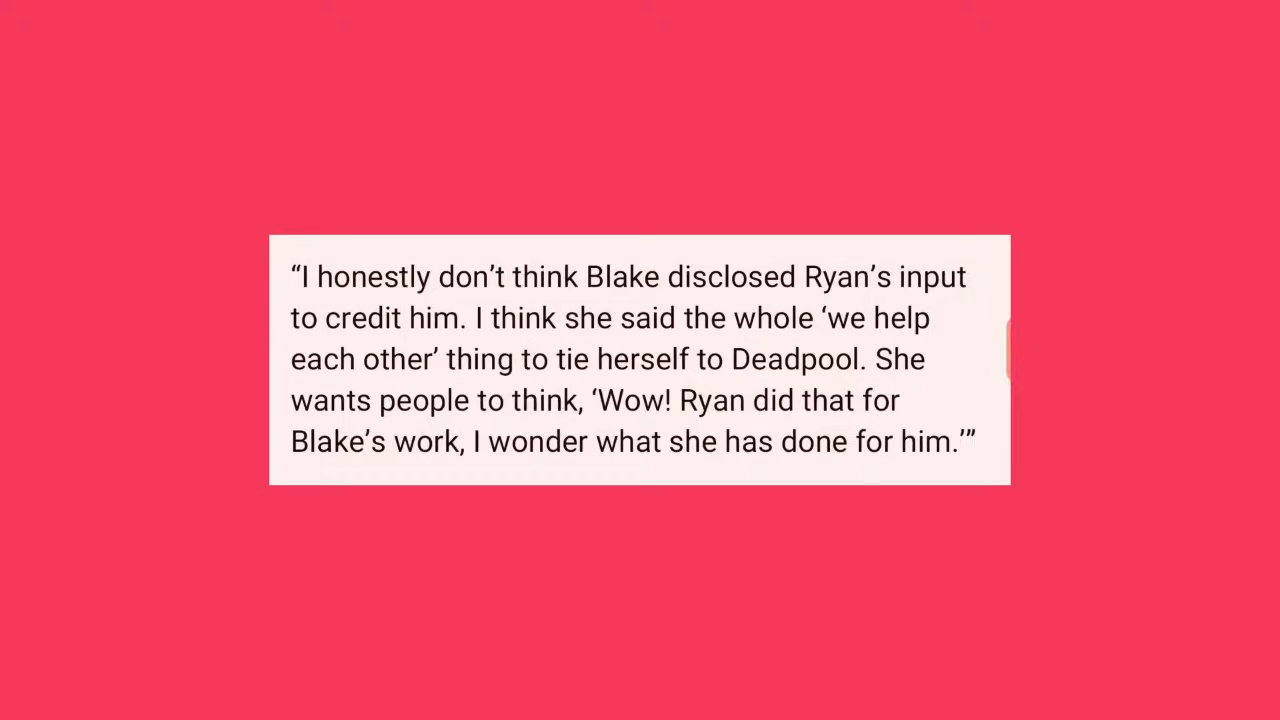 “I honestly don’t think Blake disclosed Ryan’s input
to credit him. I think she said the whole ‘we help
each other’ thing to tie herself to Deadpool. She
wants people to think, ‘Wow! Ryan did that for
Blake’s work, I wonder what she has done for him.’”